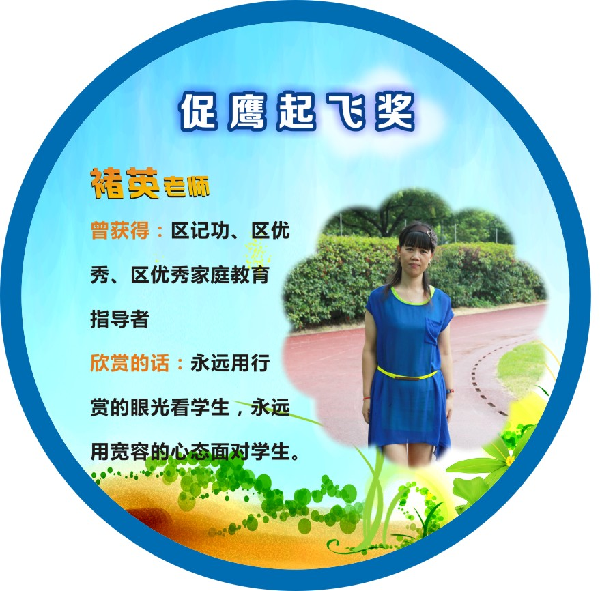 促鹰起飞奖
褚英老师
曾获得：区记功、区优
秀、区优秀家庭教育
指导者
欣赏的话：永远用行
赏的眼光看学生，永远
用宽容的心态面对学生。